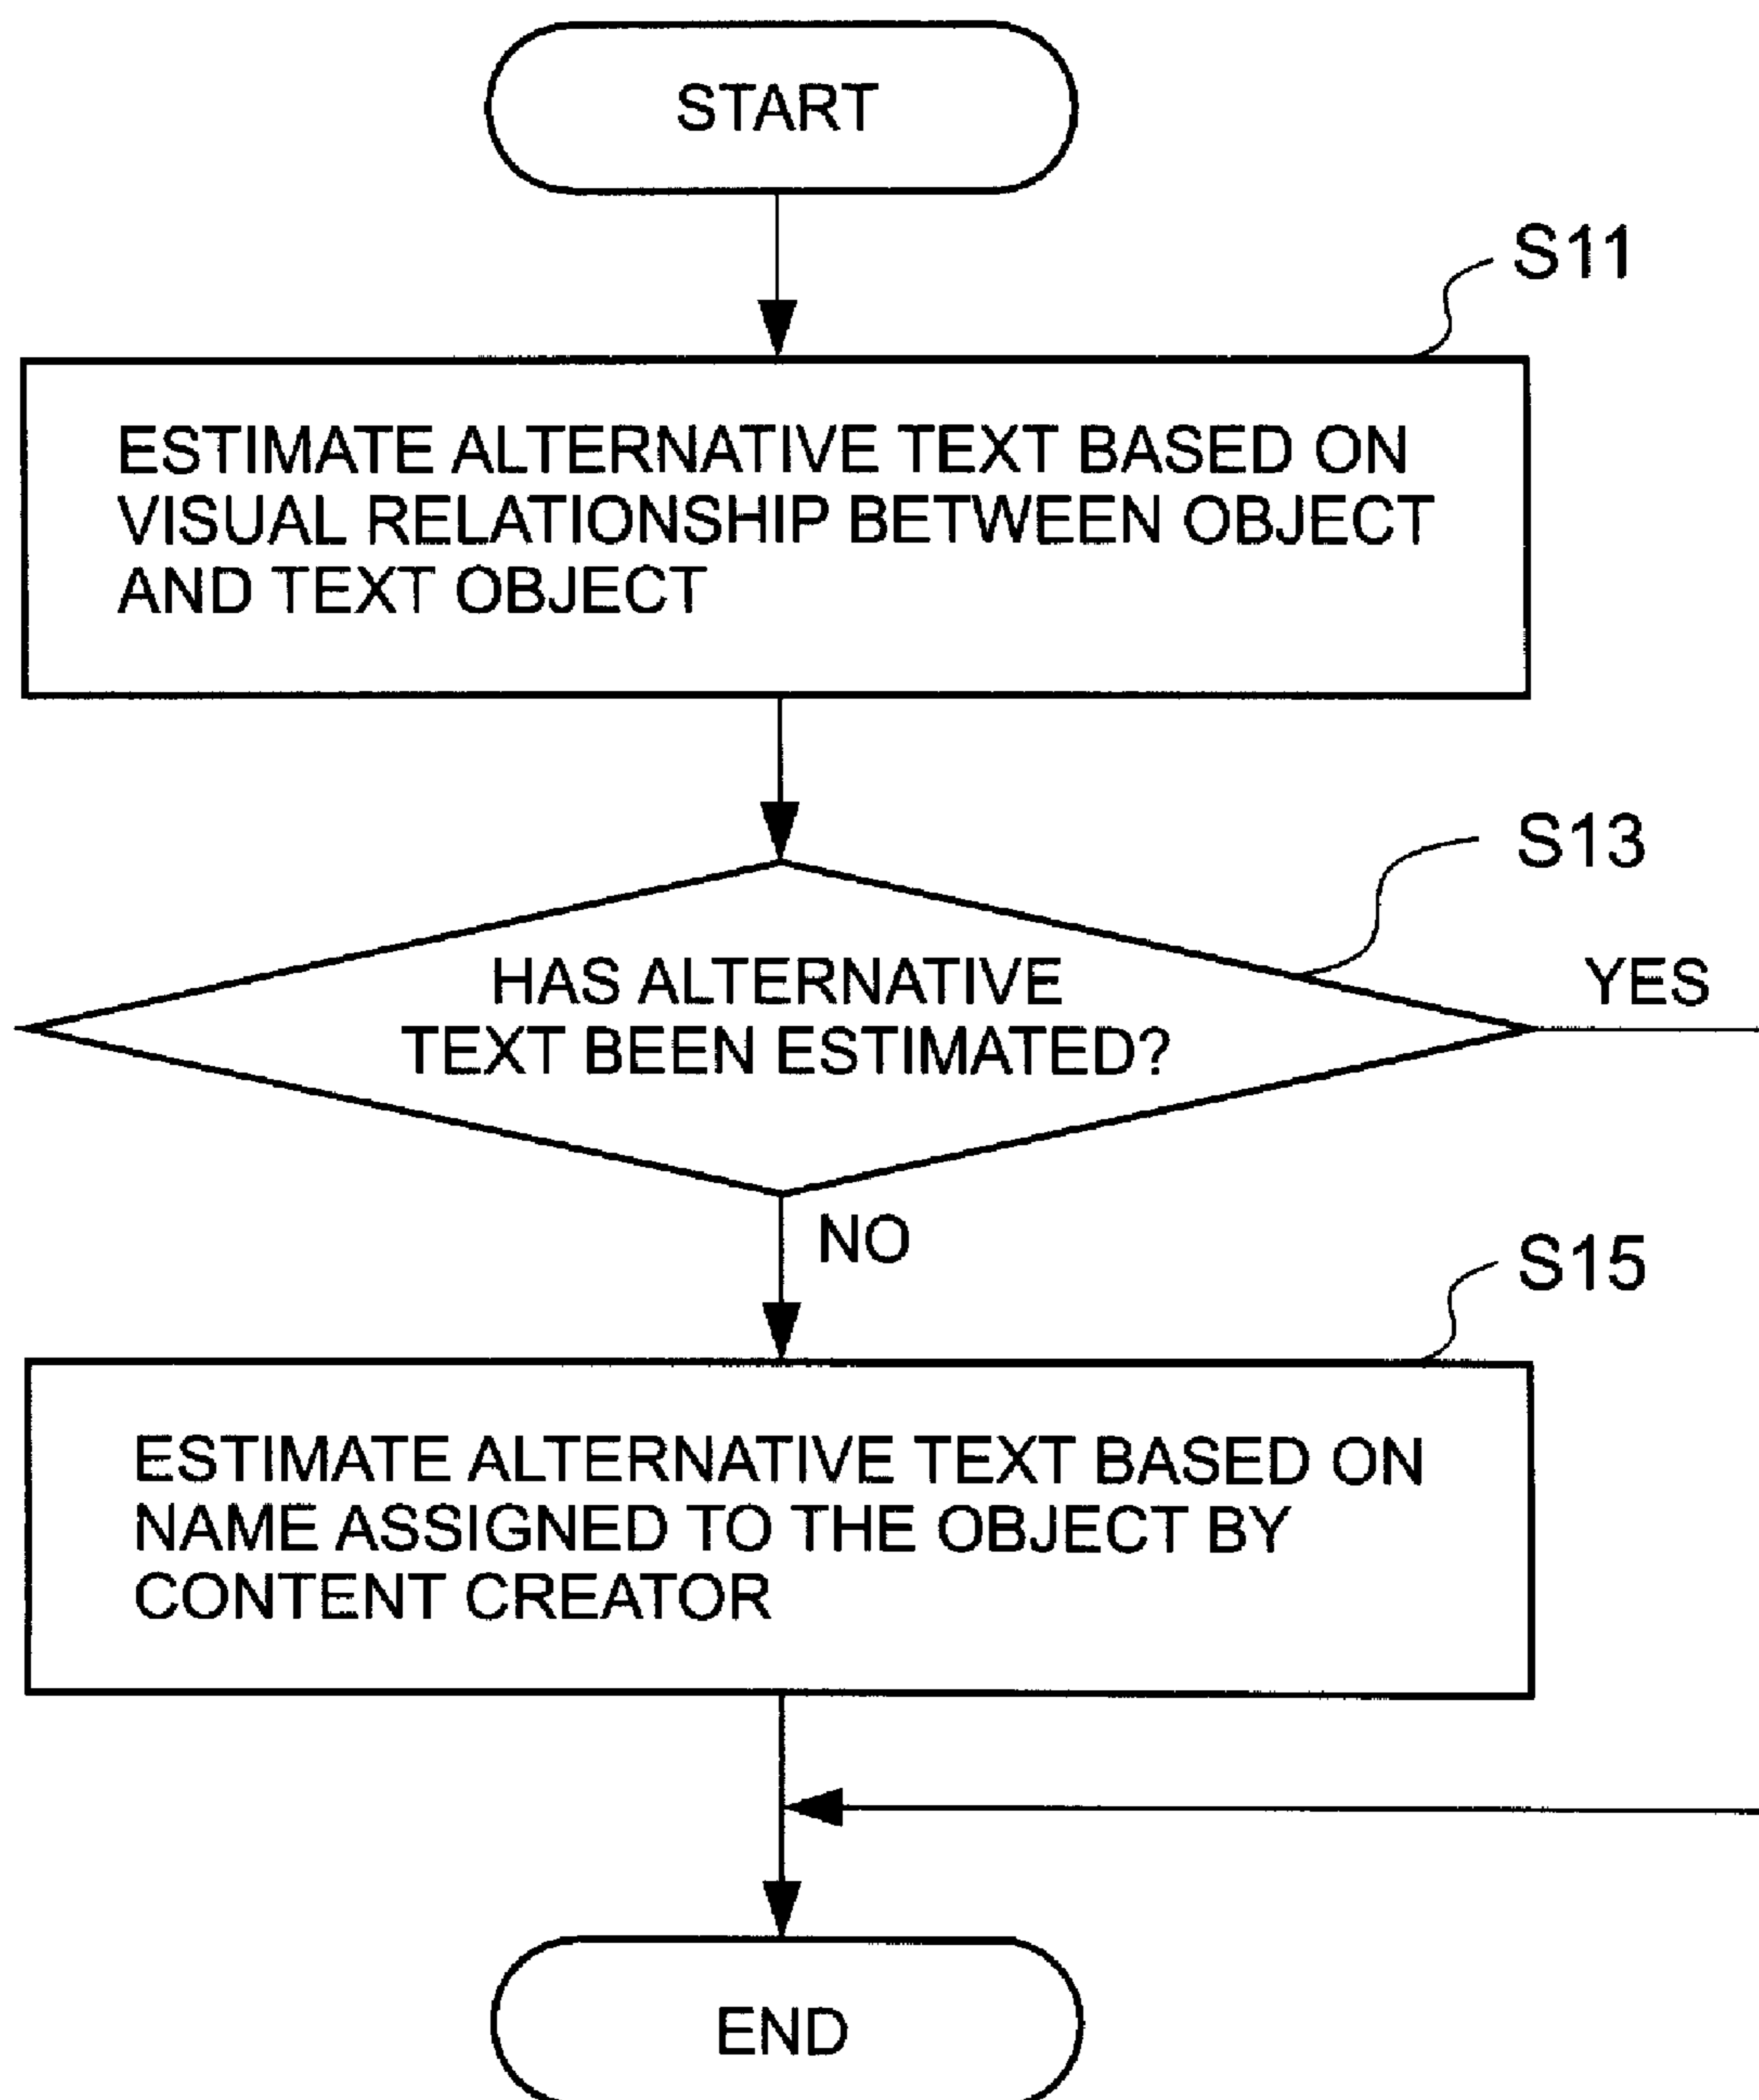 START
S11
ESTIMATE ALTERNATIVE TEXT BASED ON
VISUAL RELATIONSHIP BETWEEN OBJECT
AND TEXT OBJECT
S13
HAS ALTERNATIVE
TEXT BEEN ESTIMATED?
YES
NO
S15
ESTIMATE ALTERNATIVE TEXT BASED ON
NAME ASSIGNED TO THE OBJECT BY
CONTENT CREATOR
END